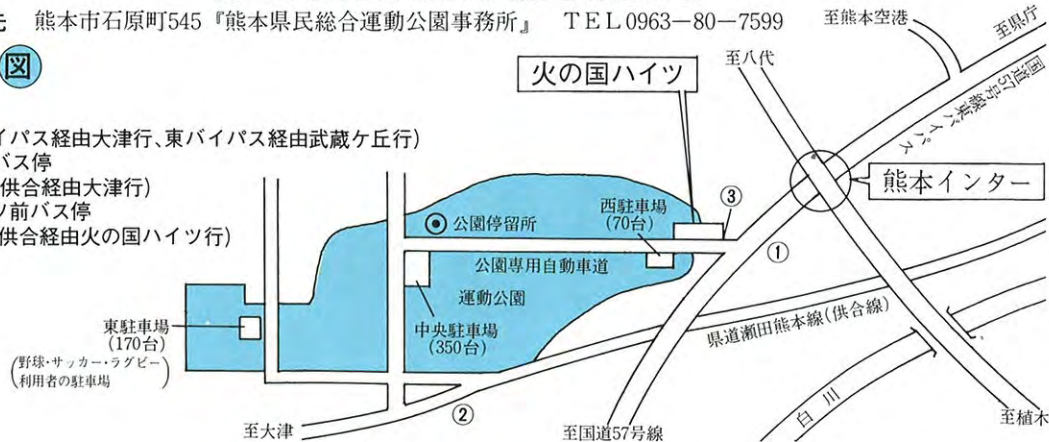 先 熊本市石原町545『熊本県民総合運動公園事務所』 TEL0963－80－7599
図
イパス経由大津行、東バイパス経由武蔵ケ丘行)
バス停
供合経由大津行)
ツ前バス停
供合経由火の国ハイツ行)
火の国ハイツ
至八代
至熊本空港
至県庁
国道57号線東バイパス
熊本インター
公園停留所
西駐車場
(70台)
③
①
公園専用自動車道
運動公園
中央駐車場
(350台)
東駐車場
(170台)
(野球・サッカー・ラグビー
利用者の駐車場)
県道瀬田熊本線(供合線)
白川
②
至大津
至国道57号線
至植木